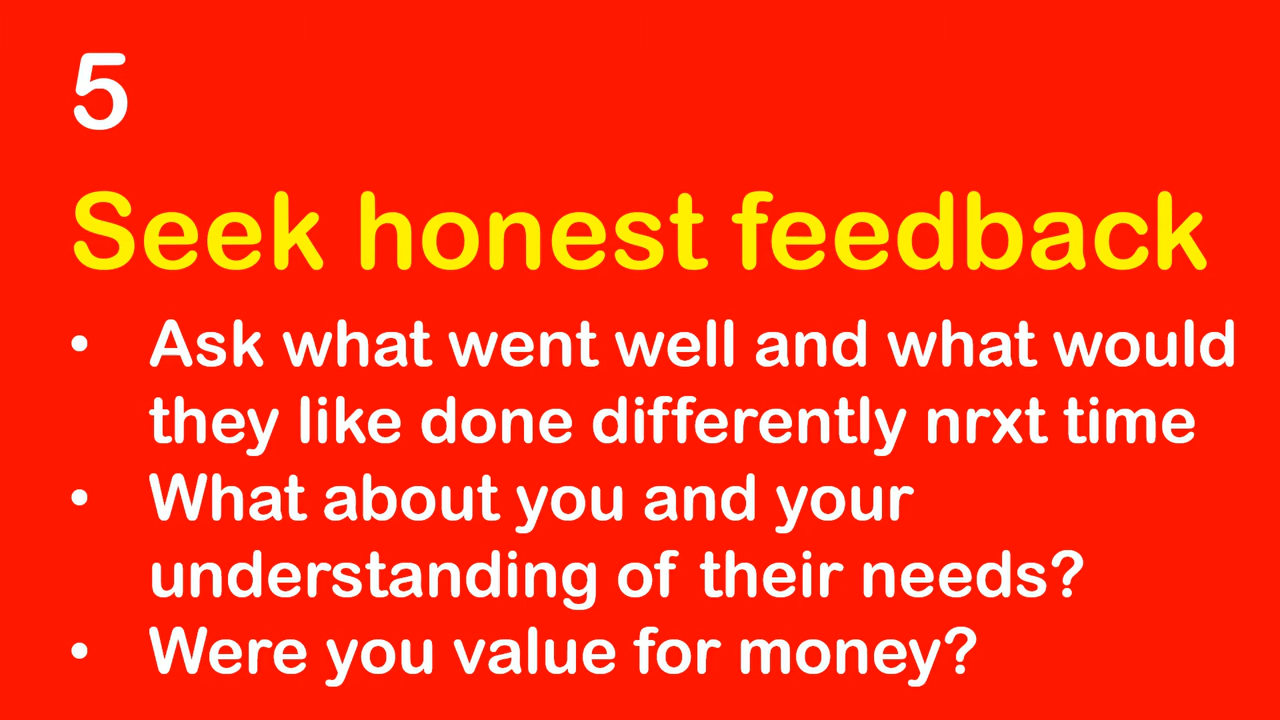 5
Seek honest feedback
• Ask what went well and what would
they like done differently nrxt time
• What about you and your
understanding of their needs?
• Were you value for money?